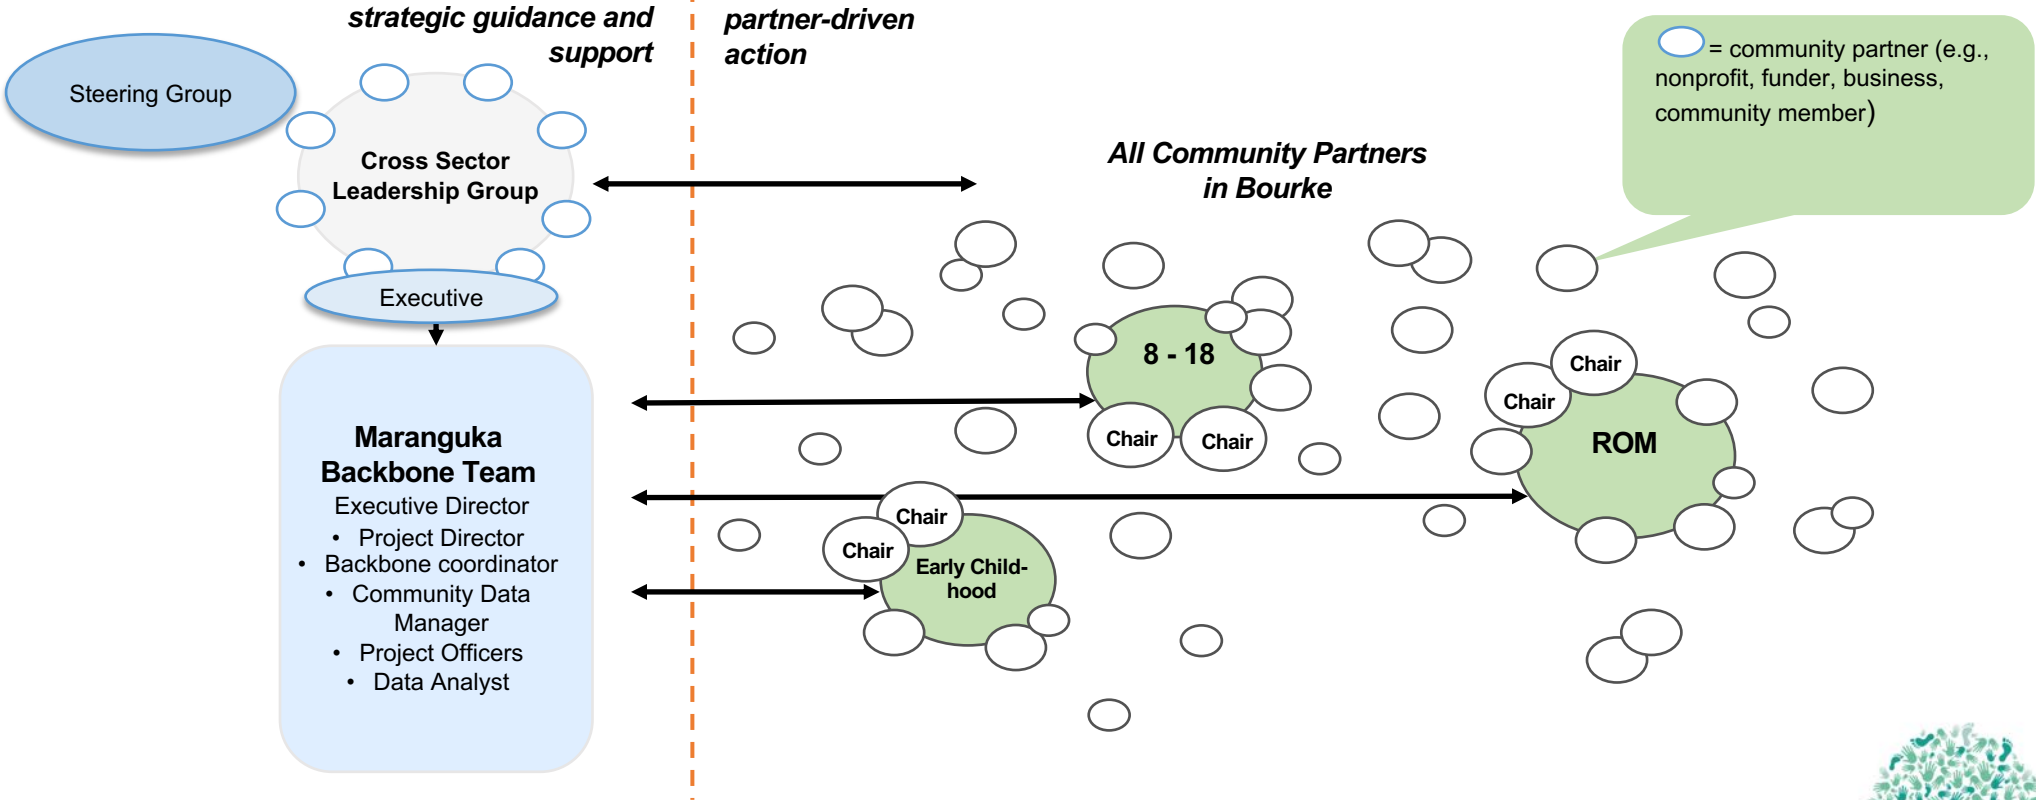 strategic guidance and
support
partner-driven
action
= community partner (e.g.,
nonprofit, funder, business,
community member)
Steering Group
Cross Sector
Leadership Group
Executive
All Community Partners
in Bourke
Maranguka
Backbone Team
Executive Director
• Project Director
• Backbone coordinator
• Community Data
Manager
• Project Officers
• Data Analyst
8 - 18
Chair
Chair
Chair
Chair
ROM
Chair
Chair
Early Child-
hood